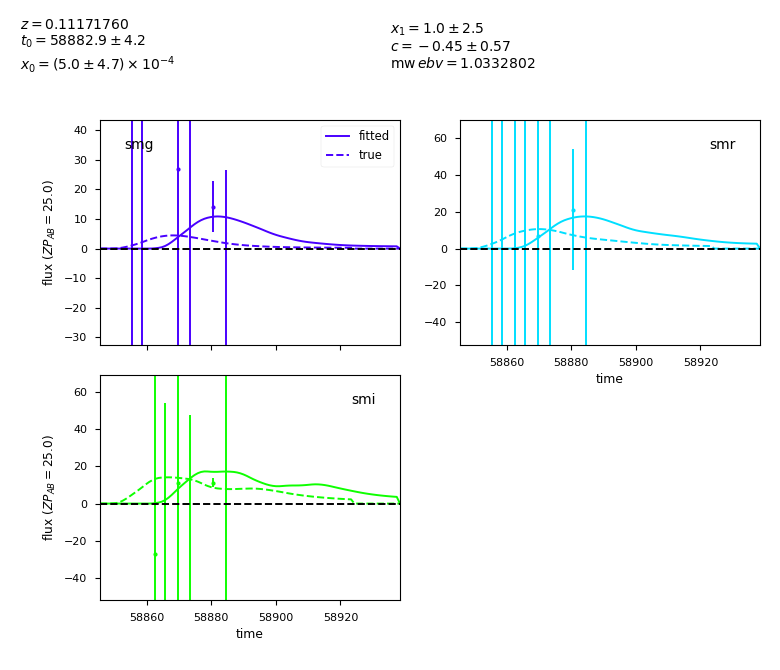 z = 0.11171760
t₀ = 58882.9 ± 4.2
x₀ = (5.0 ± 4.7) × 10⁻⁴
x₁ = 1.0 ± 2.5
c = −0.45 ± 0.57
mw ebv = 1.0332802
smg
fitted
true
40
30
20
10
0
−10
−20
−30
flux (ZP_AB = 25.0)
smr
60
40
20
0
−20
−40
58860 58880 58900 58920
time
smi
60
40
20
0
−20
−40
flux (ZP_AB = 25.0)
58860 58880 58900 58920
time